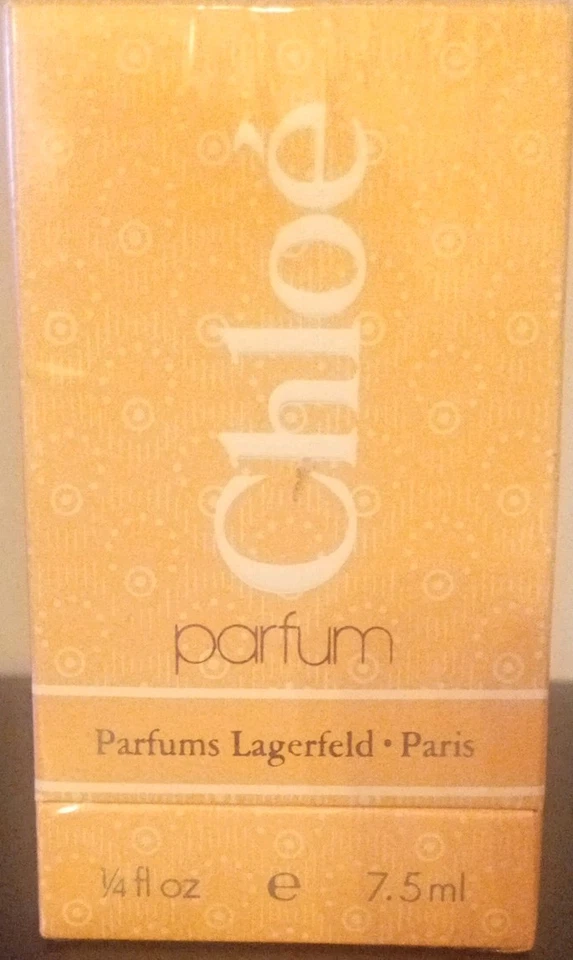 Chloé
parfum
Parfums Lagerfeld • Paris
¼ fl oz ℮ 7.5 ml